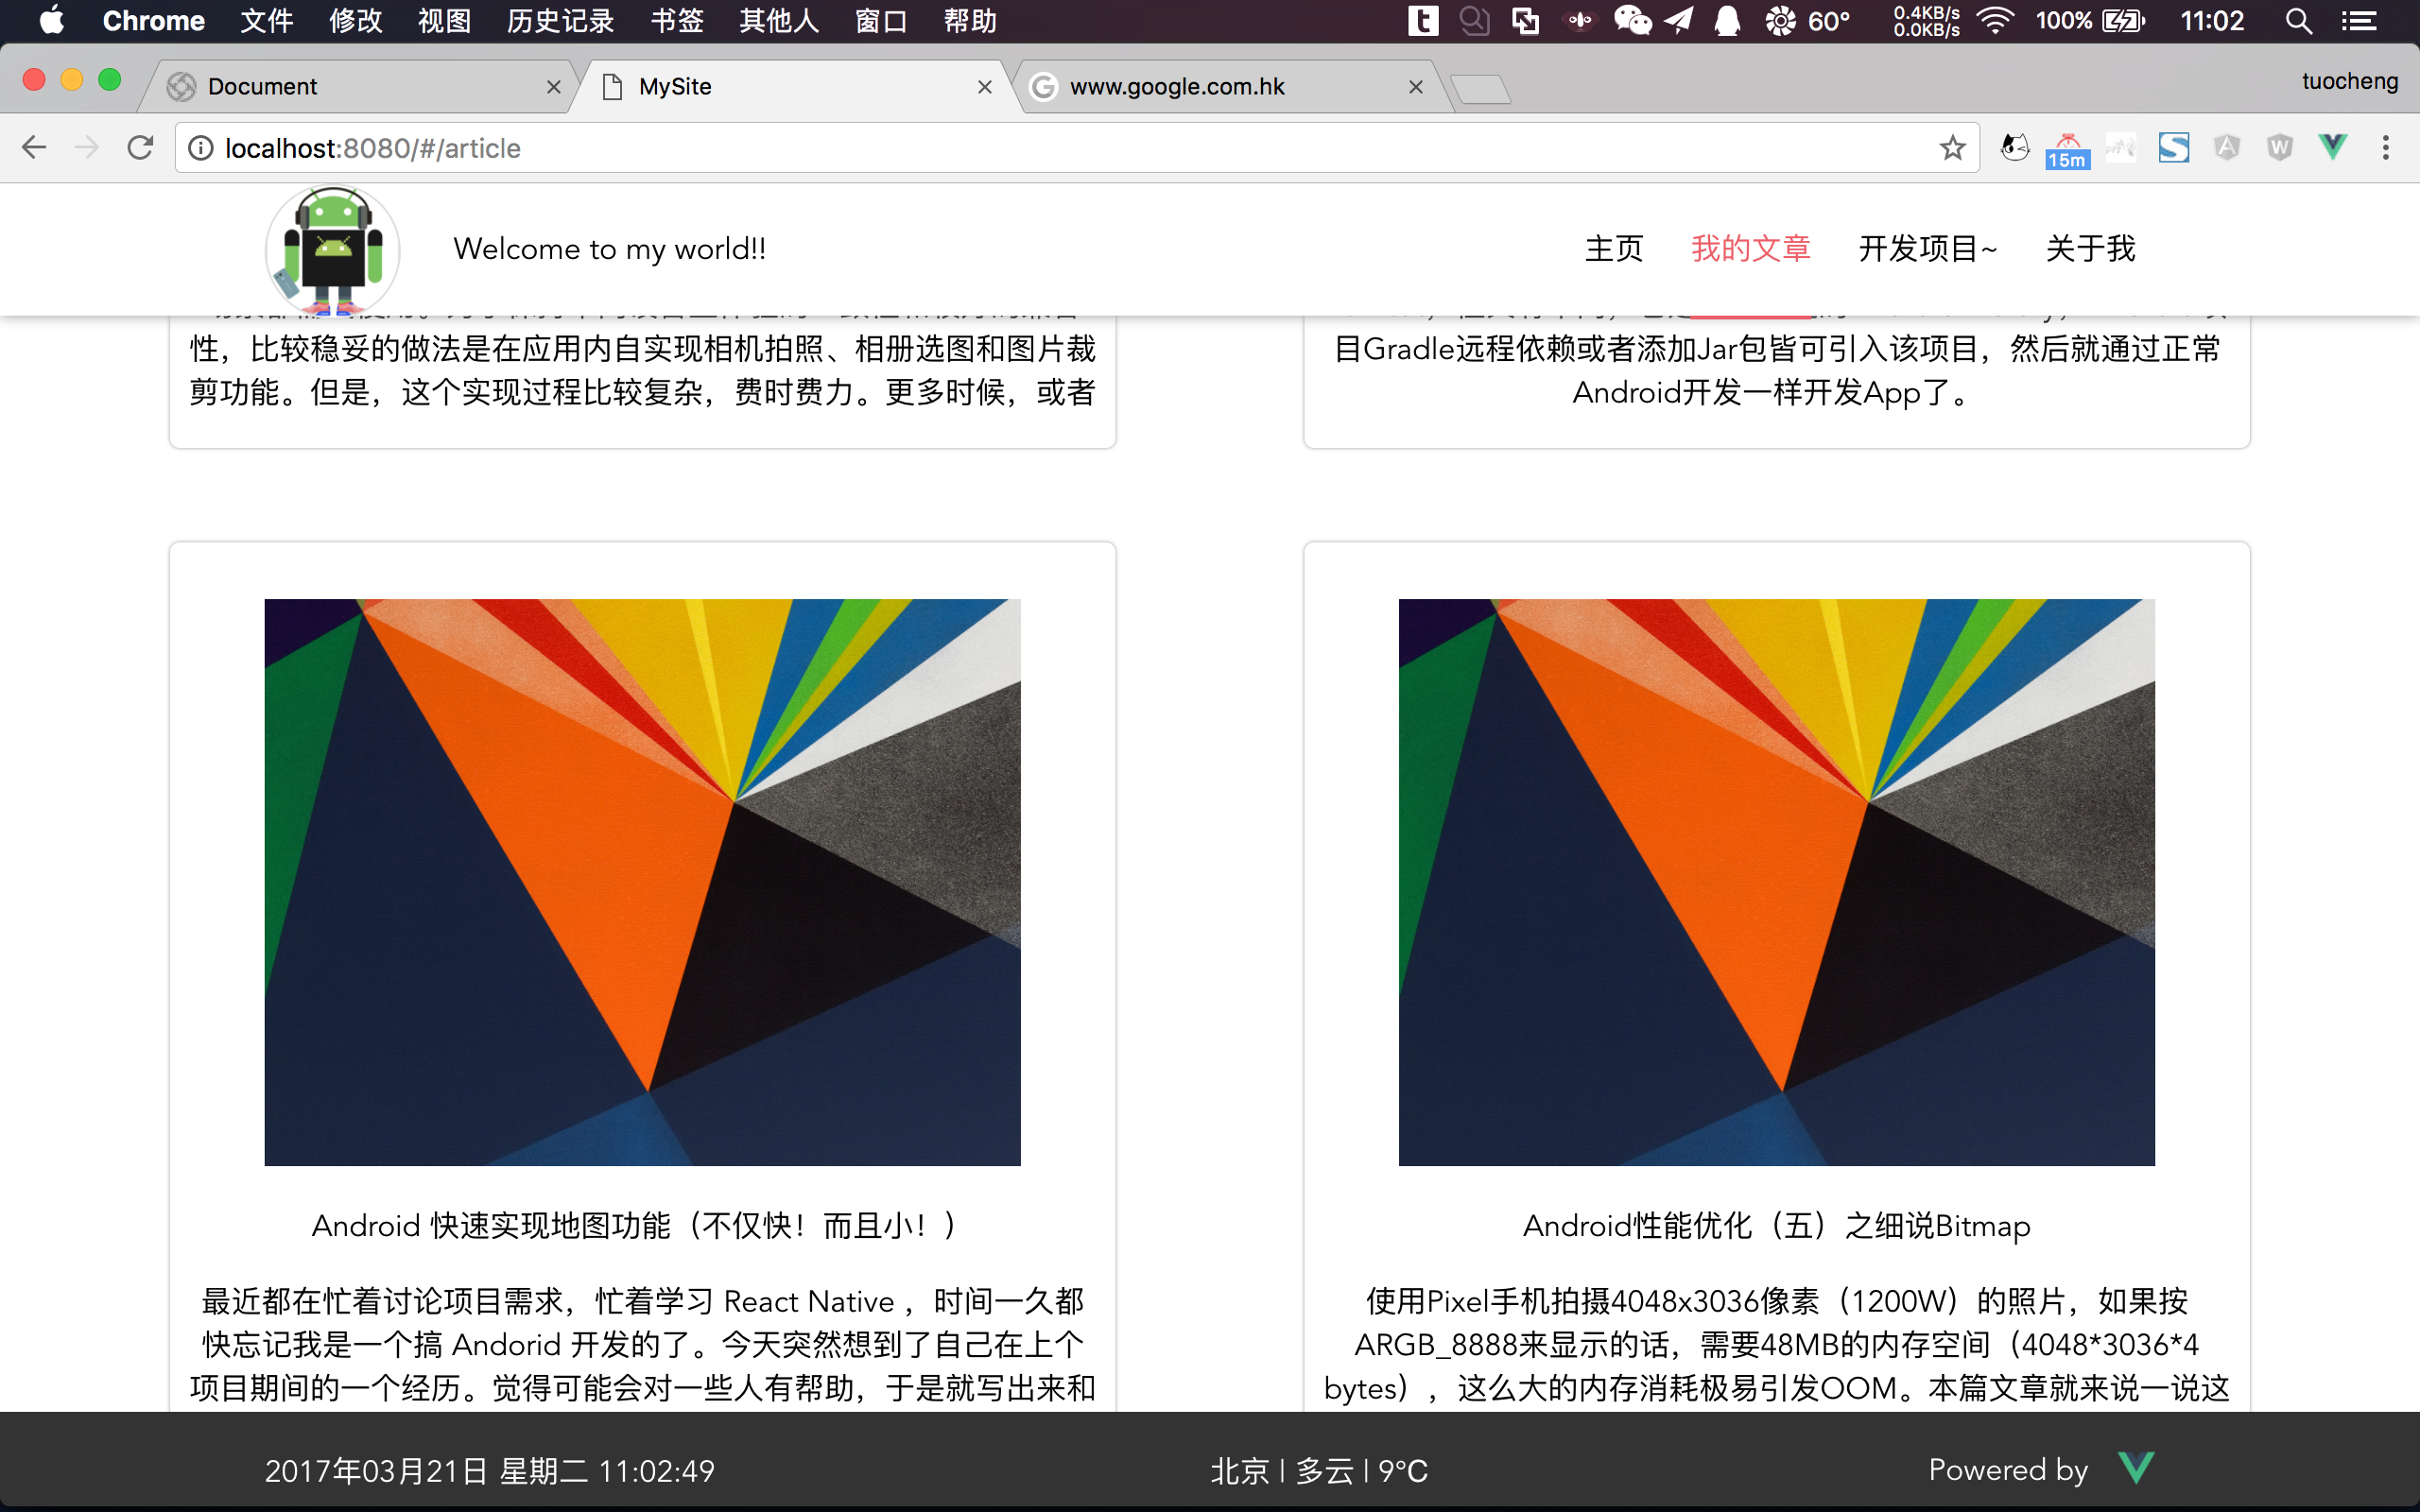 Chrome 文件 修改 视图 历史记录 书签 其他人 窗口 帮助
60° 0.4KB/s 0.0KB/s 100% 11:02
Document
MySite
www.google.com.hk
tuocheng
localhost:8080/#/article
15m
Welcome to my world!!
主页 我的文章 开发项目~ 关于我
性，比较稳妥的做法是在应用内自实现相机拍照、相册选图和图片裁
剪功能。但是，这个实现过程比较复杂，费时费力。更多时候，或者
目Gradle远程依赖或者添加Jar包皆可引入该项目，然后就通过正常
Android开发一样开发App了。
Android 快速实现地图功能（不仅快！而且小！）
最近都在忙着讨论项目需求，忙着学习 React Native ，时间一久都
快忘记我是一个搞 Andorid 开发的了。今天突然想到了自己在上个
项目期间的一个经历。觉得可能会对一些人有帮助，于是就写出来和
Android性能优化（五）之细说Bitmap
使用Pixel手机拍摄4048x3036像素（1200W）的照片，如果按
ARGB_8888来显示的话，需要48MB的内存空间（4048*3036*4
bytes），这么大的内存消耗极易引发OOM。本篇文章就来说一说这
2017年03月21日 星期二 11:02:49
北京 | 多云 | 9℃
Powered by